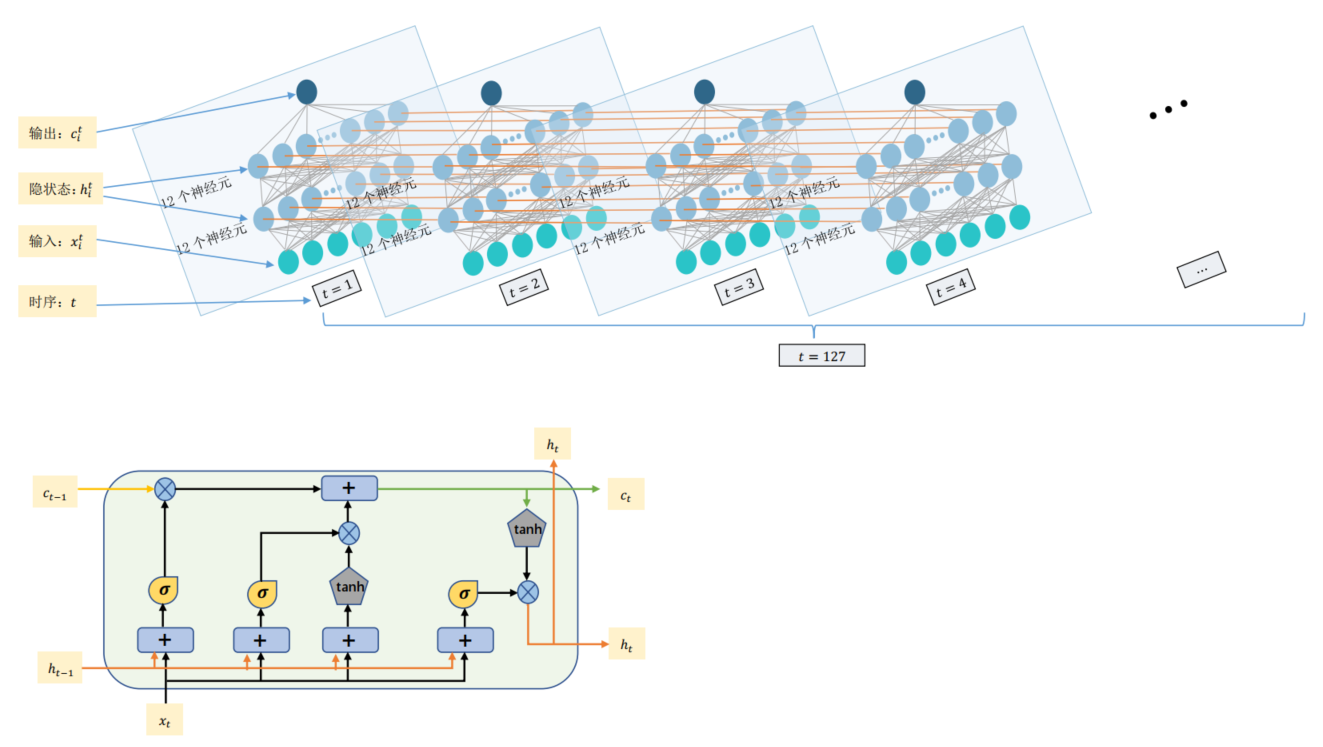 输出：c_i^t
隐状态：h_i^t
12 个神经元
12 个神经元
12 个神经元
12 个神经元
12 个神经元
12 个神经元
12 个神经元
12 个神经元
输入：x_i^t
时序：t
t = 1
t = 2
t = 3
t = 4
...
t = 127
h_t
c_{t-1}
+
c_t
tanh
σ
σ
tanh
σ
+
+
+
+
h_{t-1}
h_t
x_t